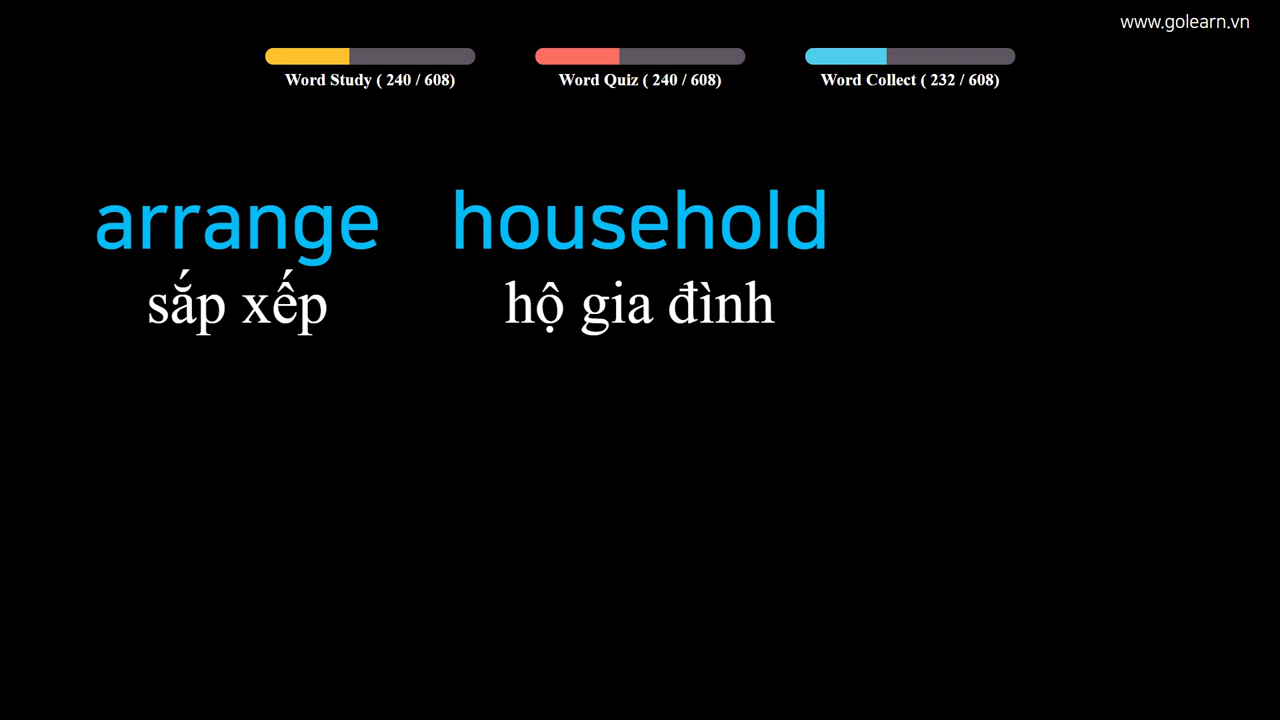 www.golearn.vn
Word Study ( 240 / 608)
Word Quiz ( 240 / 608)
Word Collect ( 232 / 608)
arrange household
sắp xếp hộ gia đình